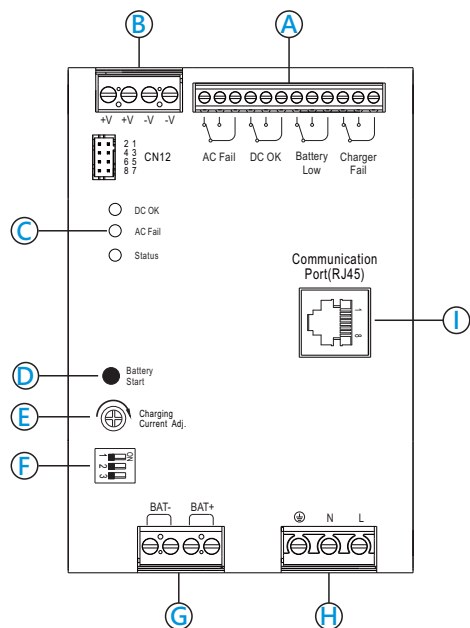 B
A
+V +V -V -V
2 1
4 3
6 5
8 7
CN12
AC Fail
DC OK
Battery
Low
Charger
Fail
DC OK
C
AC Fail
Status
Communication
Port(RJ45)
1
8
I
D
Battery
Start
E
Charging
Current Adj.
F
ON
1
2
3
BAT- BAT+
N L
G
H